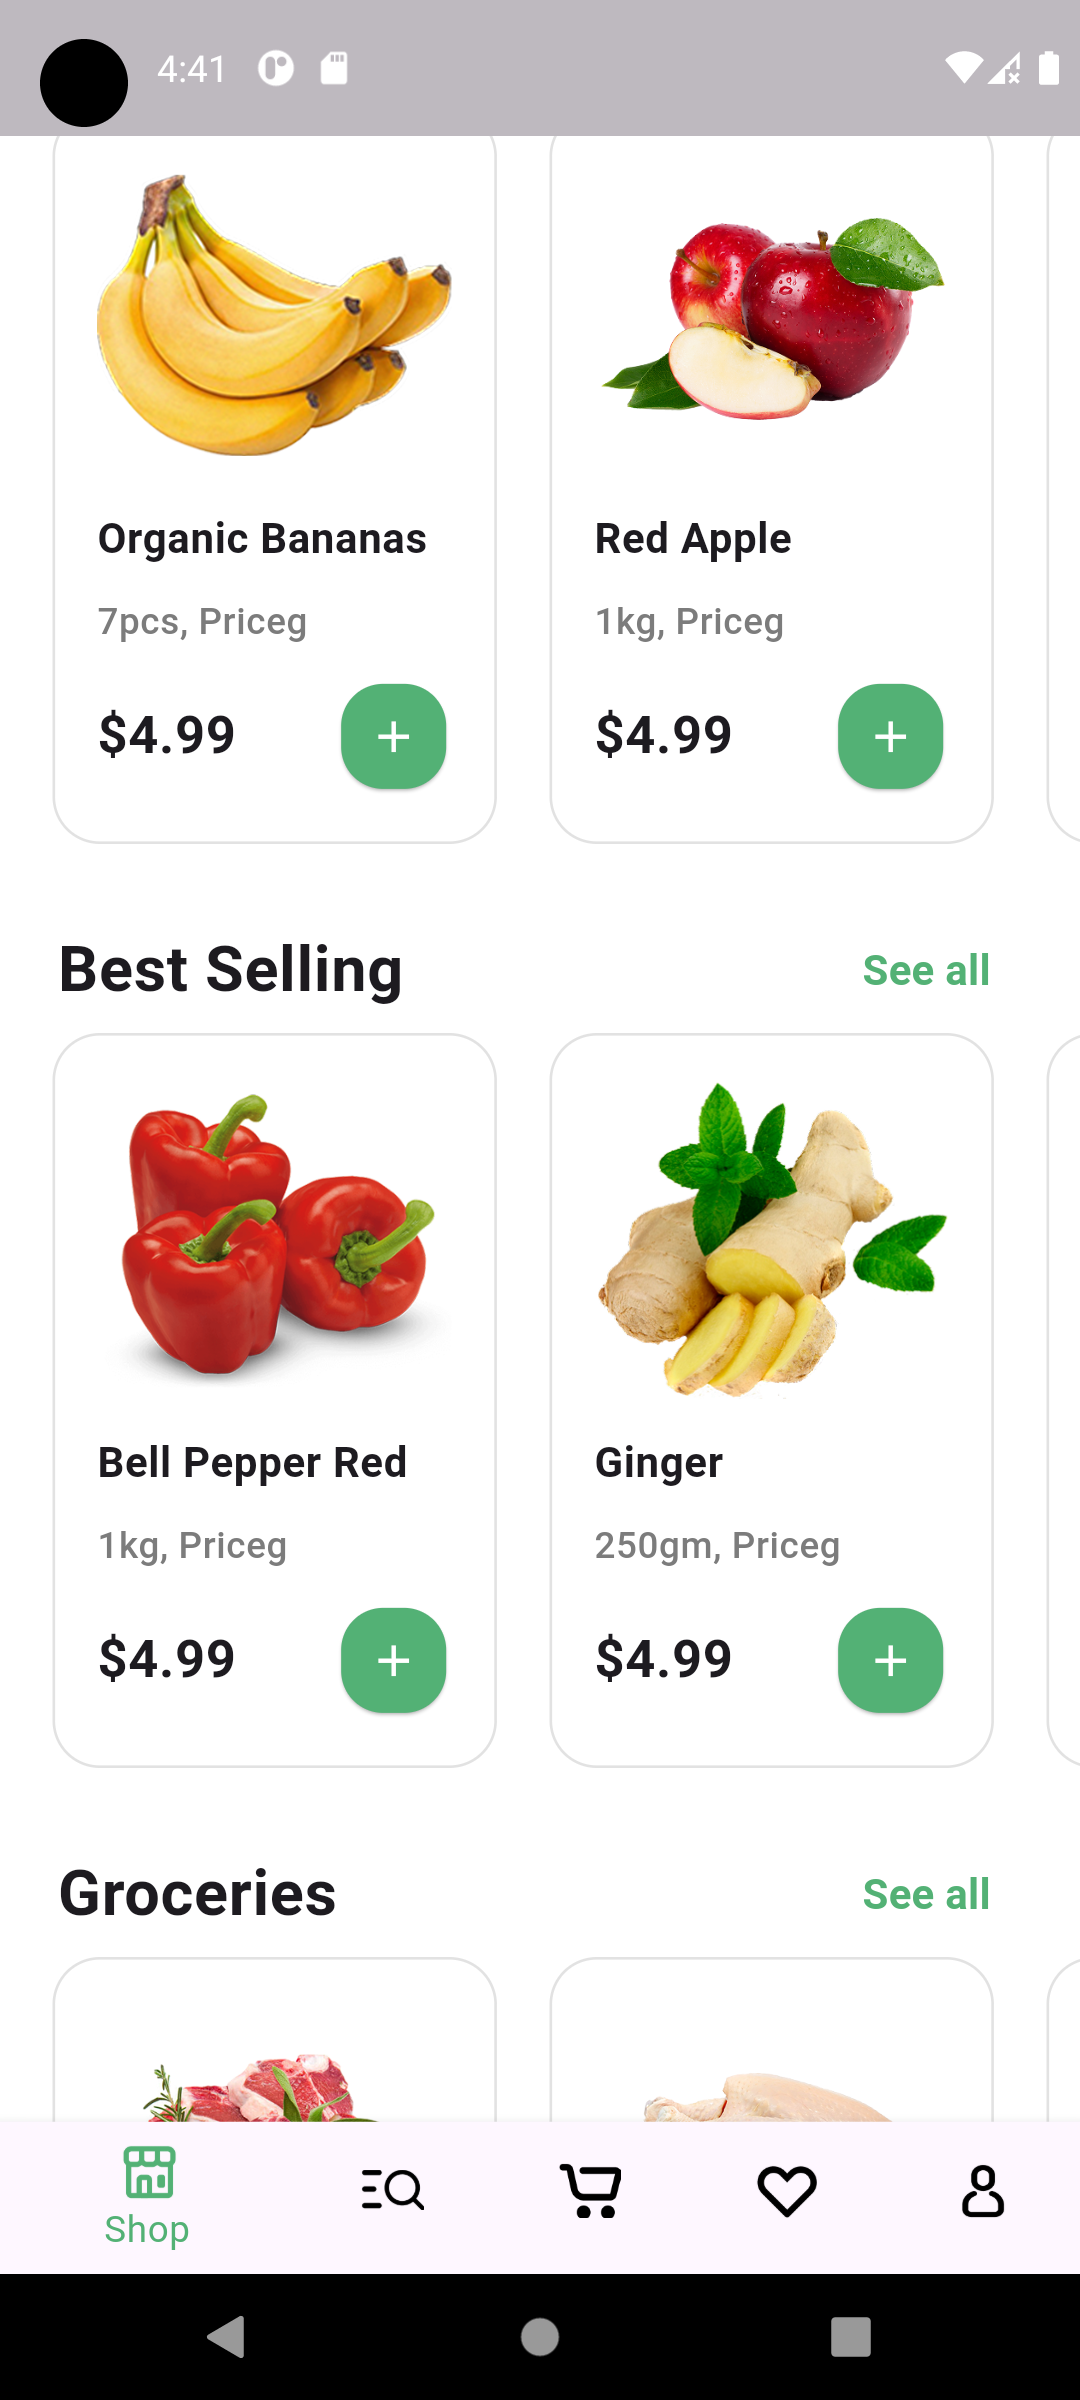 4:41
Organic Bananas
Red Apple
7pcs, Priceg
1kg, Priceg
$4.99
$4.99
Best Selling
See all
Bell Pepper Red
Ginger
1kg, Priceg
250gm, Priceg
$4.99
$4.99
Groceries
See all
Shop